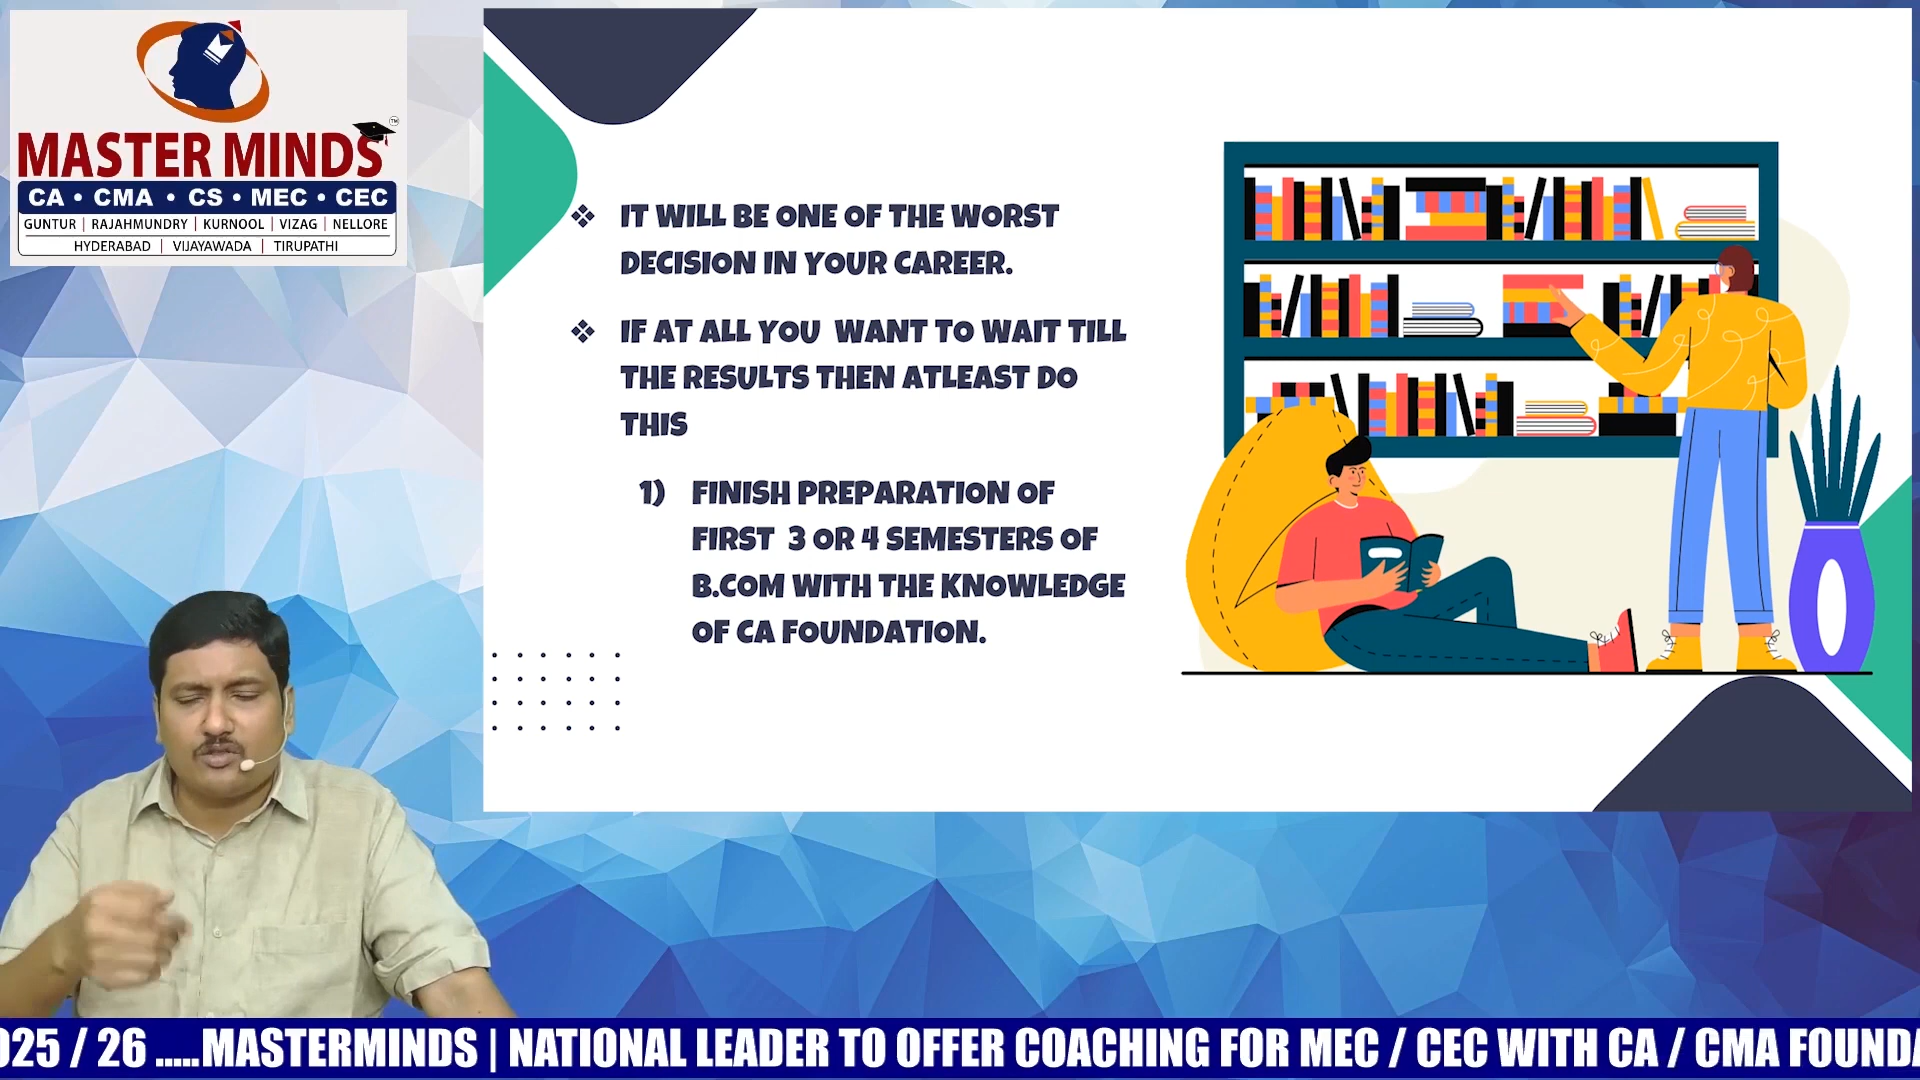 MASTER MINDS
TM
CA • CMA • CS • MEC • CEC
GUNTUR | RAJAHMUNDRY | KURNOOL | VIZAG | NELLORE
HYDERABAD | VIJAYAWADA | TIRUPATHI
❖ IT WILL BE ONE OF THE WORST
DECISION IN YOUR CAREER.
❖ IF AT ALL YOU WANT TO WAIT TILL
THE RESULTS THEN ATLEAST DO
THIS
1) FINISH PREPARATION OF
FIRST 3 OR 4 SEMESTERS OF
B.COM WITH THE KNOWLEDGE
OF CA FOUNDATION.
025 / 26 .....MASTERMINDS | NATIONAL LEADER TO OFFER COACHING FOR MEC / CEC WITH CA / CMA FOUNDA